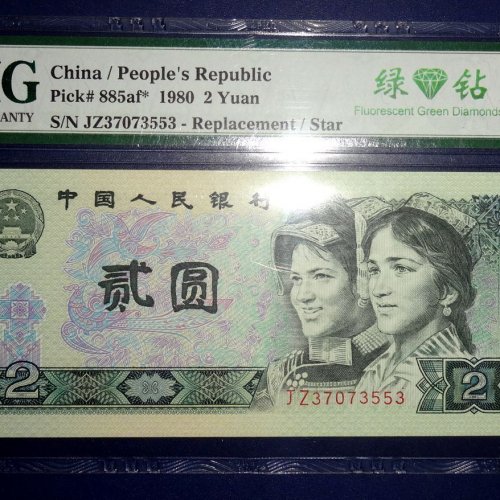 MG
China / People's Republic
Pick# 885af* 1980 2 Yuan
S/N JZ37073553 - Replacement / Star
绿 钻
Fluorescent Green Diamonds
中国人民银行
贰圆
2
JZ37073553
2